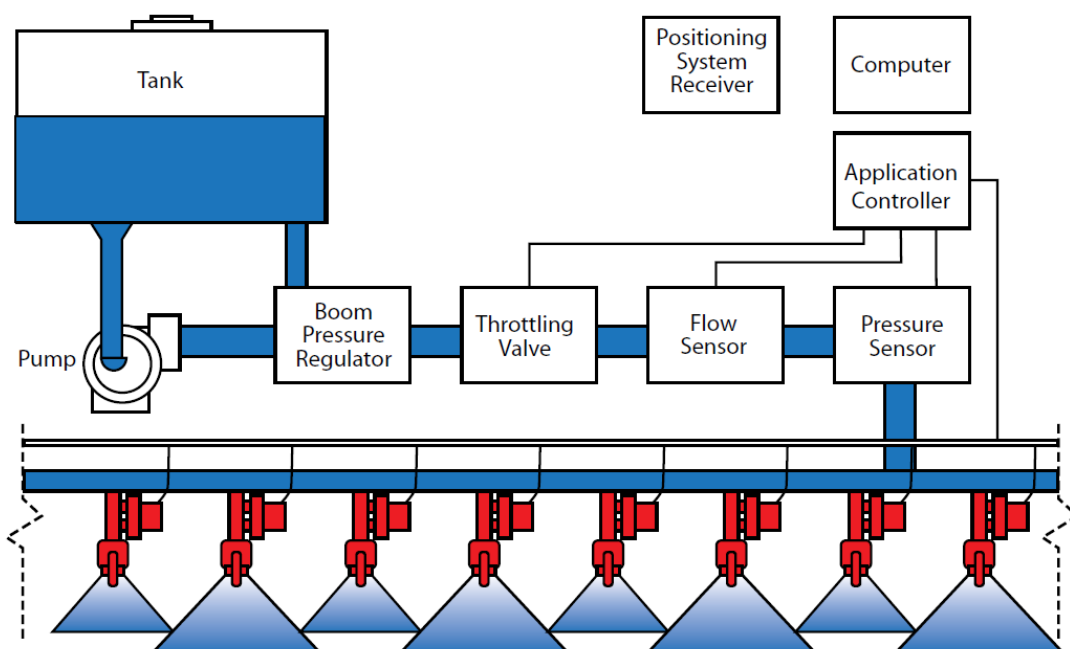 Tank
Positioning
System
Receiver
Computer
Application
Controller
Pump
Boom
Pressure
Regulator
Throttling
Valve
Flow
Sensor
Pressure
Sensor